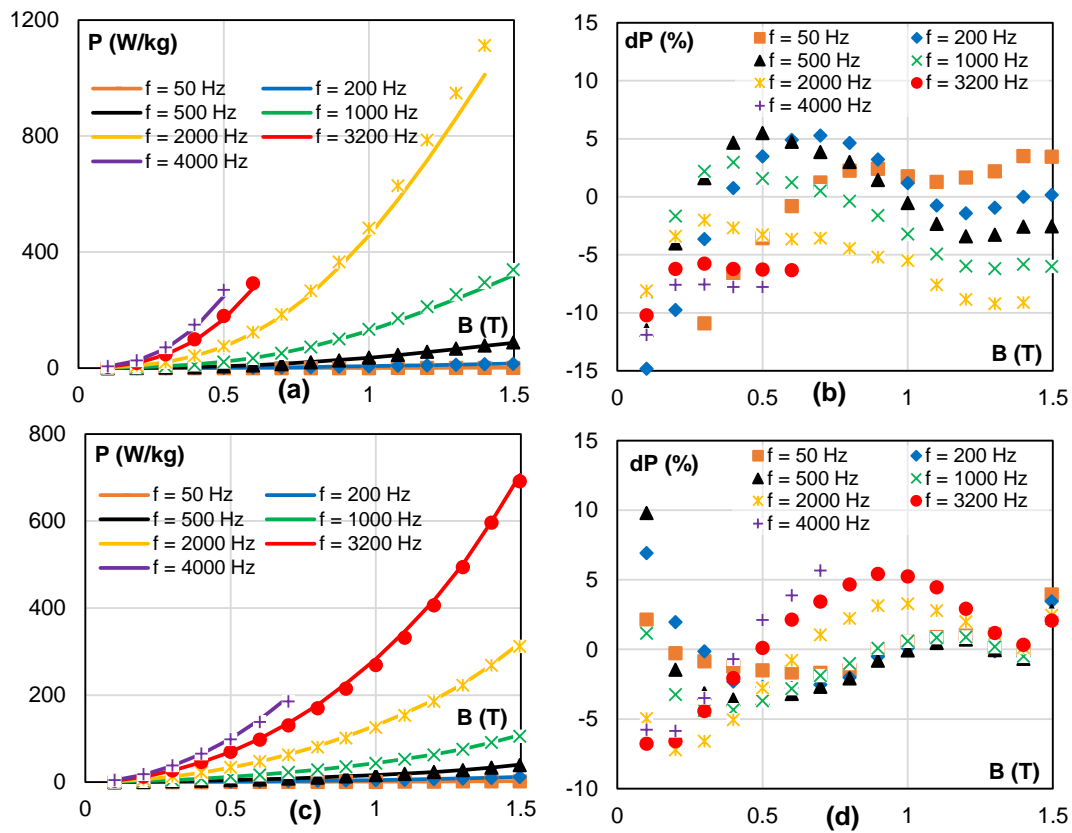 1200
P (W/kg)
f = 50 Hz
f = 200 Hz
f = 500 Hz
f = 1000 Hz
f = 2000 Hz
f = 3200 Hz
f = 4000 Hz
800
400
0
B (T)
0
0.5
1
1.5
(a)
15
dP (%)
f = 50 Hz
f = 200 Hz
f = 500 Hz
f = 1000 Hz
f = 2000 Hz
f = 3200 Hz
f = 4000 Hz
10
5
0
-5
-10
-15
B (T)
0
0.5
1
1.5
(b)
800
P (W/kg)
f = 50 Hz
f = 200 Hz
f = 500 Hz
f = 1000 Hz
f = 2000 Hz
f = 3200 Hz
f = 4000 Hz
600
400
200
0
B (T)
0
0.5
1
1.5
(c)
15
dP (%)
f = 50 Hz
f = 200 Hz
f = 500 Hz
f = 1000 Hz
f = 2000 Hz
f = 3200 Hz
f = 4000 Hz
10
5
0
-5
-10
B (T)
0
0.5
1
1.5
(d)